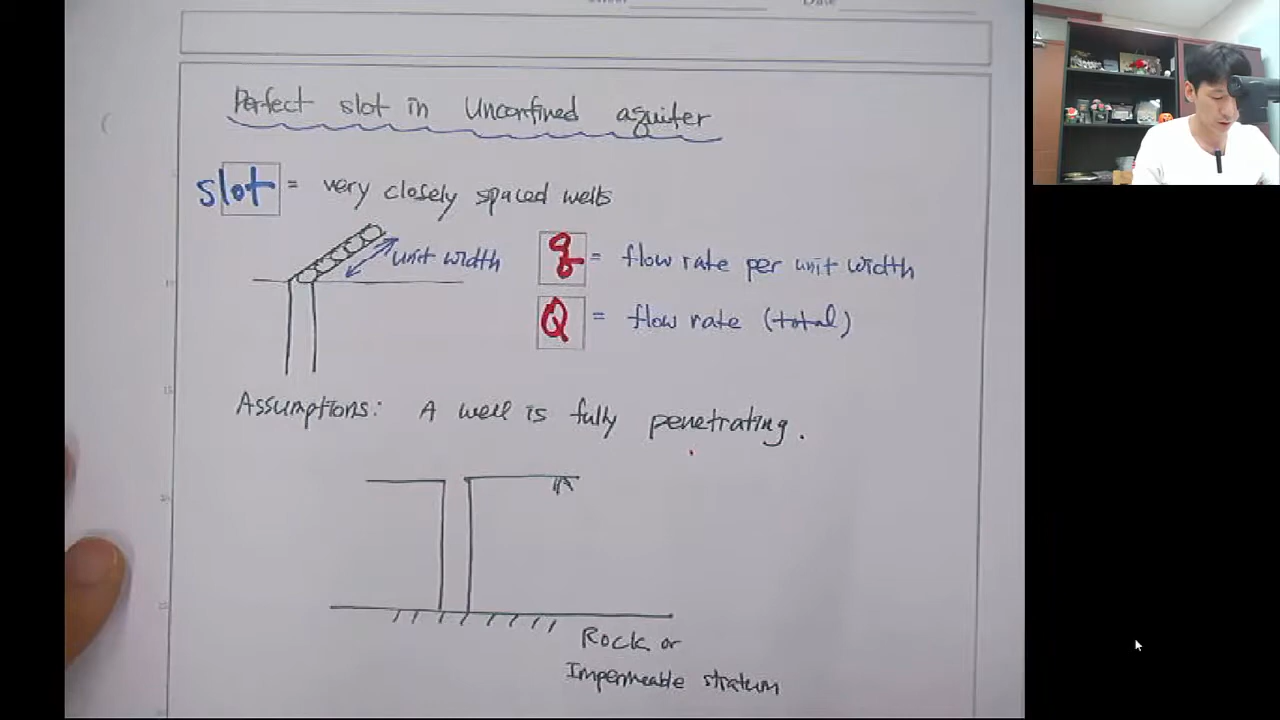 Perfect slot in Unconfined aquifer
slot = very closely spaced wells
unit width
q = flow rate per unit width
Q = flow rate (total)
Assumptions: A well is fully penetrating.
Rock or
Impermeable stratum